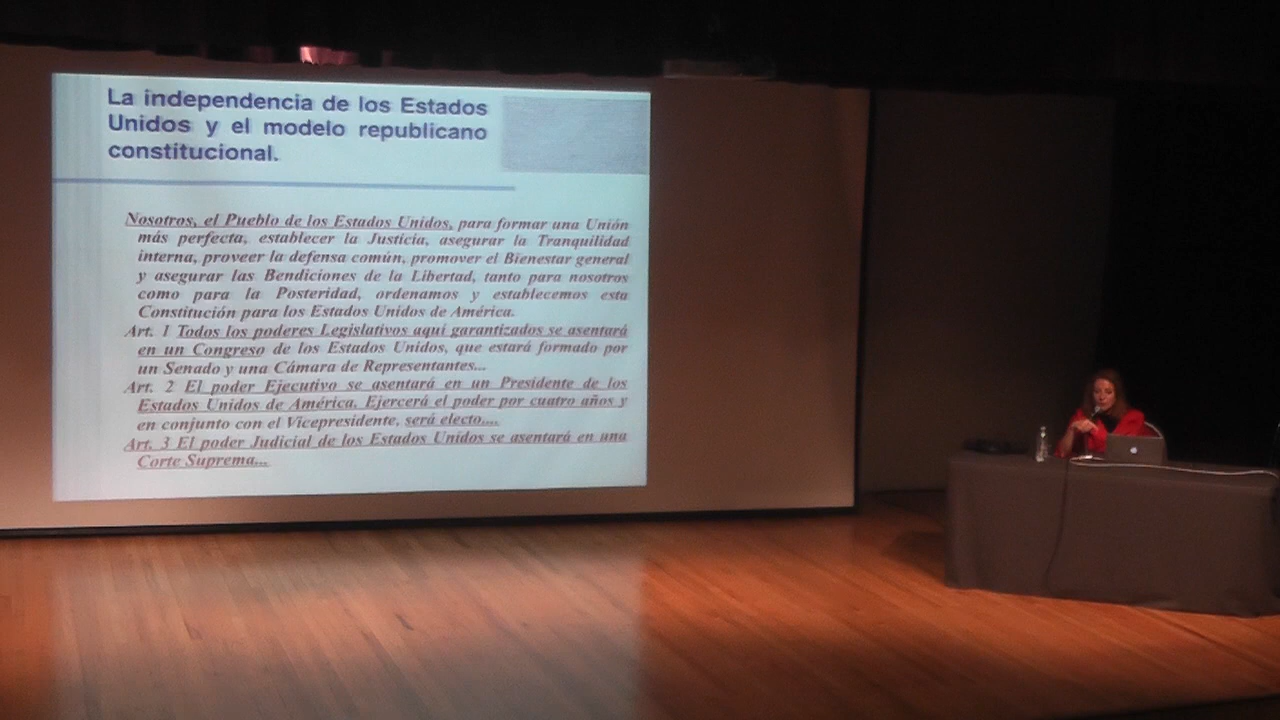 La independencia de los Estados
Unidos y el modelo republicano
constitucional.
Nosotros, el Pueblo de los Estados Unidos, para formar una Unión
más perfecta, establecer la Justicia, asegurar la Tranquilidad
interna, proveer la defensa común, promover el Bienestar general
y asegurar las Bendiciones de la Libertad, tanto para nosotros
como para la Posteridad, ordenamos y establecemos esta
Constitución para los Estados Unidos de América.
Art. 1 Todos los poderes Legislativos aquí garantizados se asentará
en un Congreso de los Estados Unidos, que estará formado por
un Senado y una Cámara de Representantes...
Art. 2 El poder Ejecutivo se asentará en un Presidente de los
Estados Unidos de América. Ejercerá el poder por cuatro años y
en conjunto con el Vicepresidente, será electo....
Art. 3 El poder Judicial de los Estados Unidos se asentará en una
Corte Suprema...